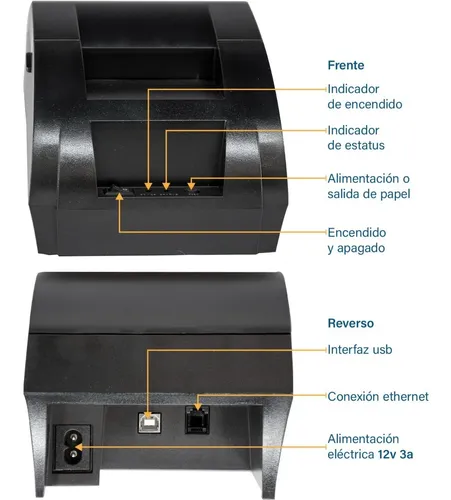 Frente
Indicador
de encendido
Indicador
de estatus
Alimentación o
salida de papel
Encendido
y apagado
Reverso
Interfaz usb
Conexión ethernet
Alimentación
eléctrica 12v 3a